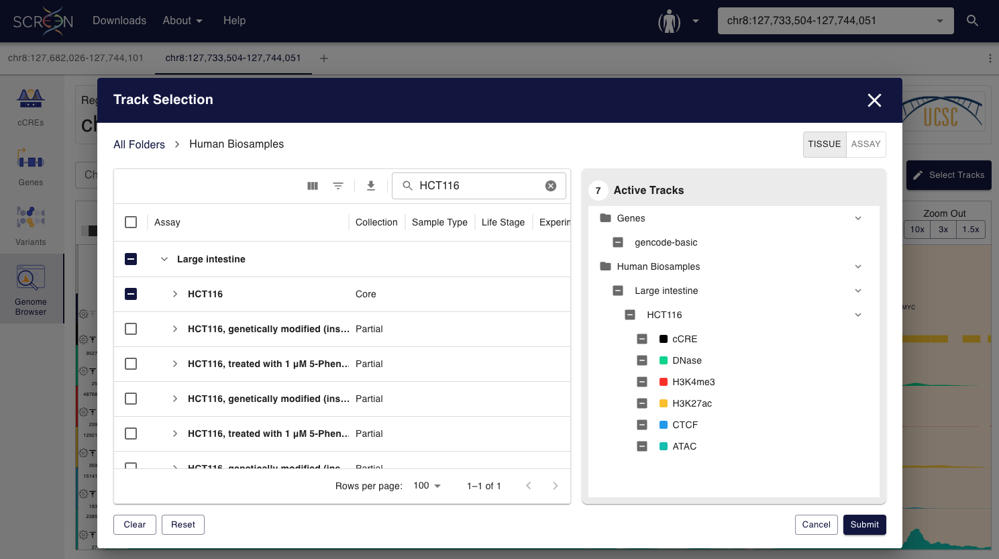 SCREEN
Downloads
About
Help
chr8:127,733,504-127,744,051
chr8:127,682,026-127,744,101
chr8:127,733,504-127,744,051
cCREs
Genes
Variants
Genome
Browser
Track Selection
All Folders
Human Biosamples
TISSUE
ASSAY
UCSC
Select Tracks
HCT116
Assay
Collection
Sample Type
Life Stage
Large intestine
HCT116
Core
HCT116, genetically modified (ins...
Partial
HCT116, treated with 1 μM 5-Phen...
Partial
HCT116, genetically modified (ins...
Partial
HCT116, treated with 1 μM 5-Phen...
Partial
HCT116, genetically modified (ins...
Partial
Rows per page:
100
1–1 of 1
7
Active Tracks
Genes
gencode-basic
Human Biosamples
Large intestine
HCT116
cCRE
DNase
H3K4me3
H3K27ac
CTCF
ATAC
Zoom Out
10x
3x
1.5x
MYC
Clear
Reset
Cancel
Submit